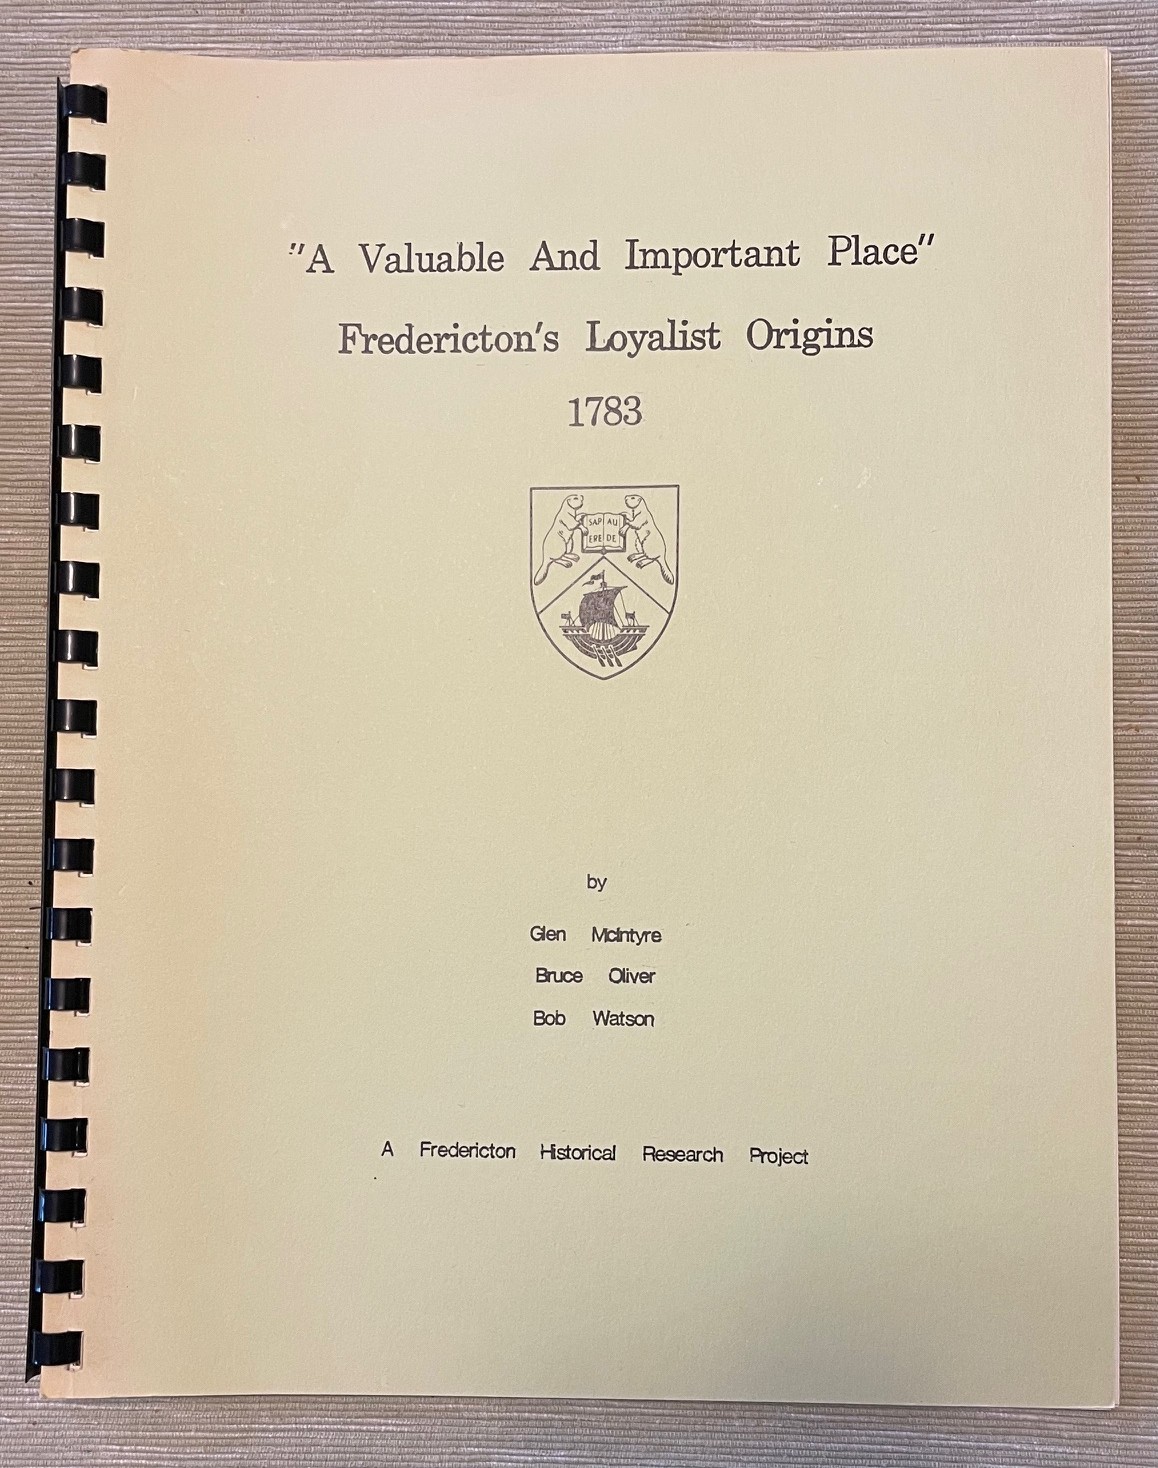 "A Valuable And Important Place"
Fredericton's Loyalist Origins
1783
SAP AU
ERE DE
by
Glen McIntyre
Bruce Oliver
Bob Watson
A Fredericton Historical Research Project